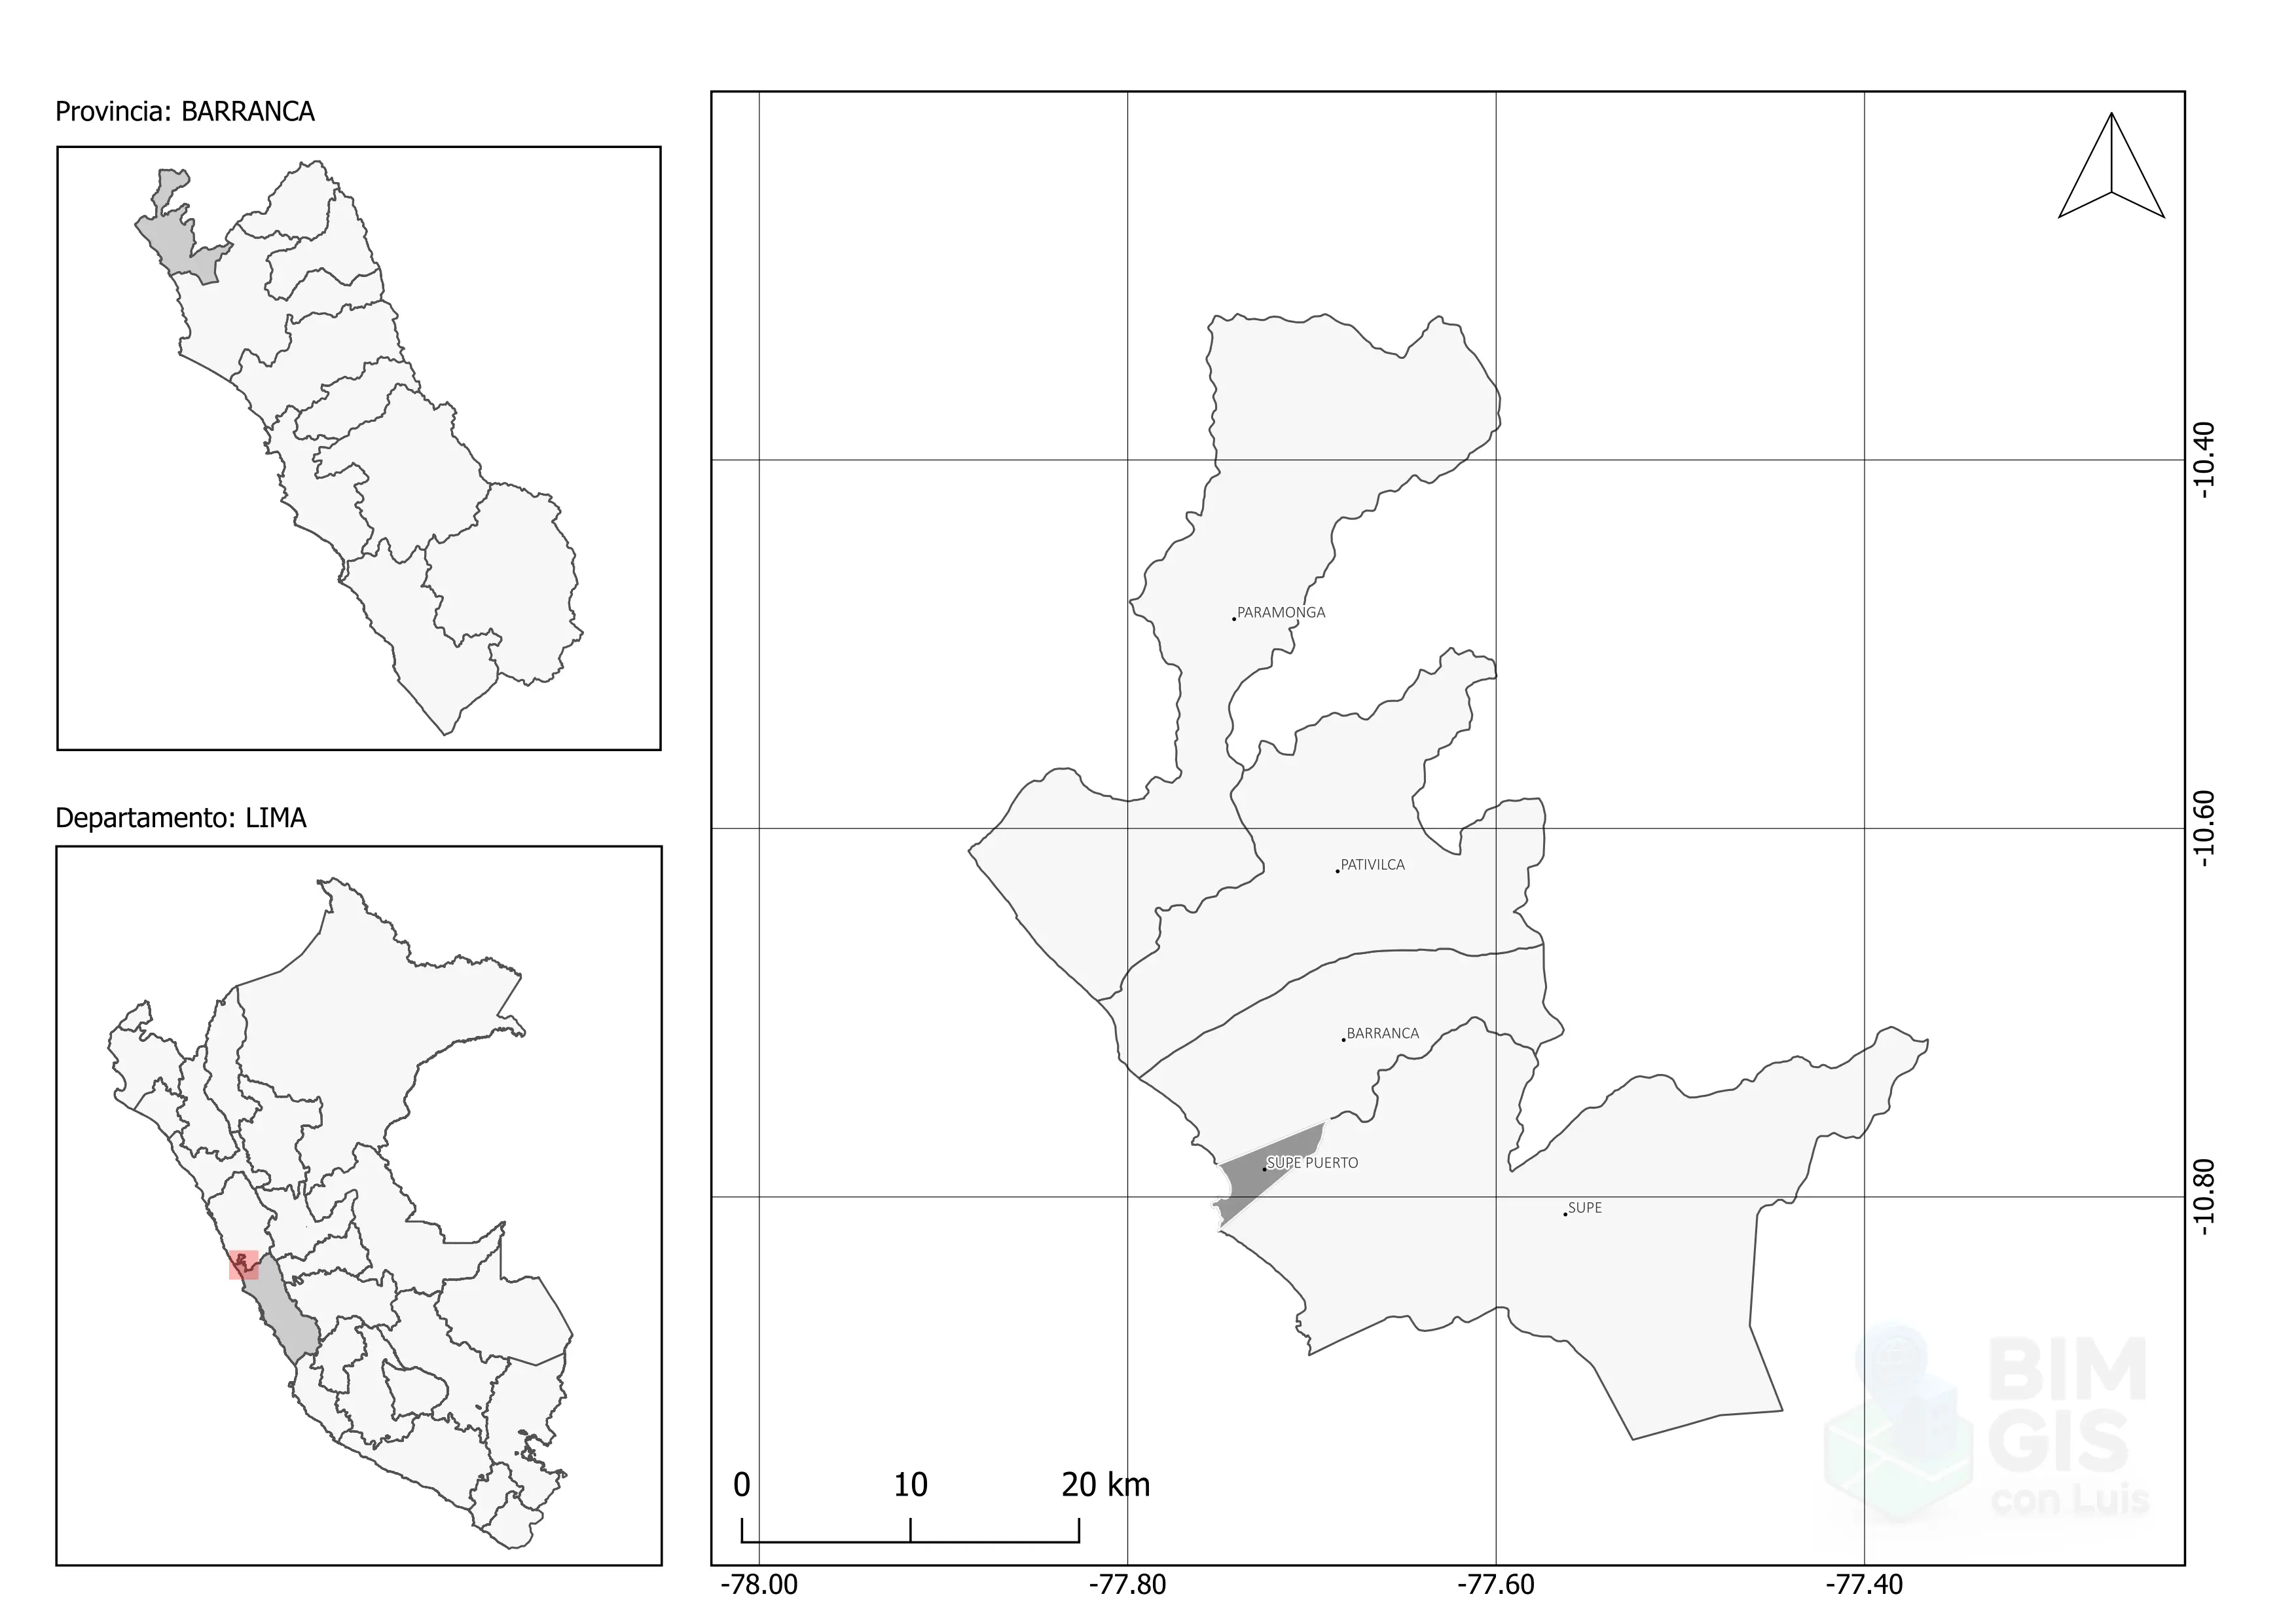 Provincia: BARRANCA
Departamento: LIMA
PARAMONGA
PATIVILCA
BARRANCA
SUPE PUERTO
SUPE
-10.40
-10.60
-10.80
0 10 20 km
-78.00 -77.80 -77.60 -77.40
BIM
GIS
con Luis